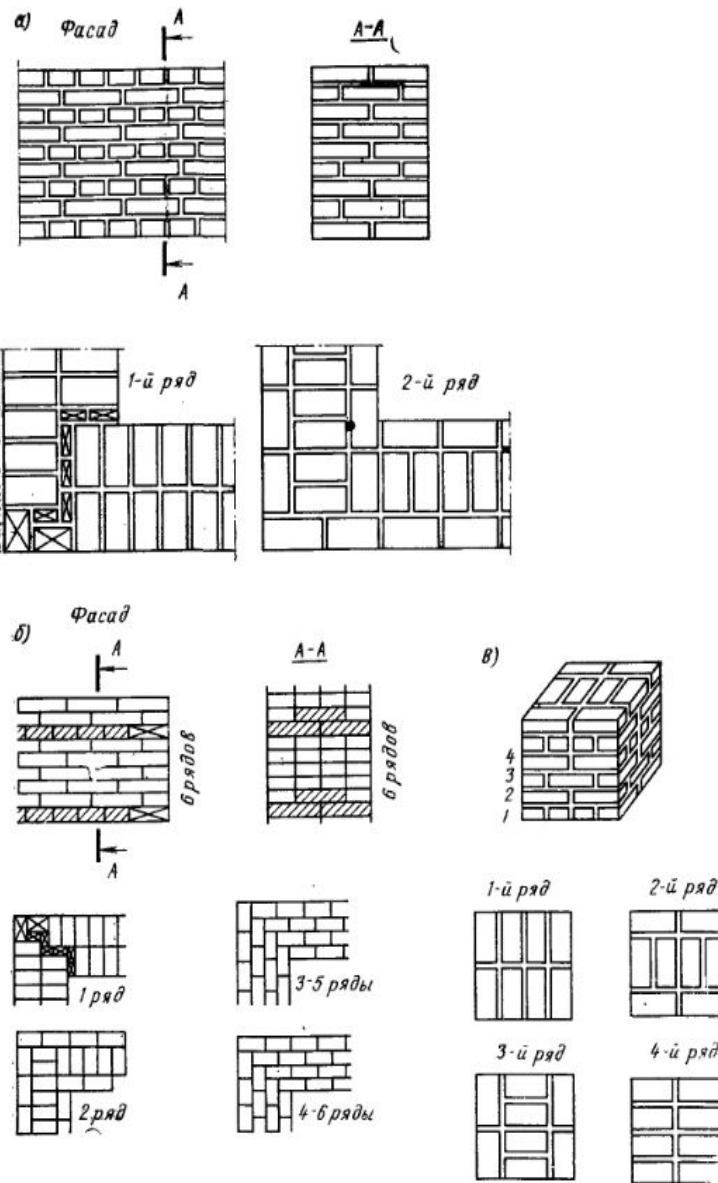 а)
Фасад
А
А-А
А
1-й ряд
2-й ряд
б)
Фасад
А
А-А
6 рядов
6 рядов
А
в)
4
3
2
1
1 ряд
3-5 ряды
2 ряд
4-6 ряды
1-й ряд
2-й ряд
3-й ряд
4-й ряд